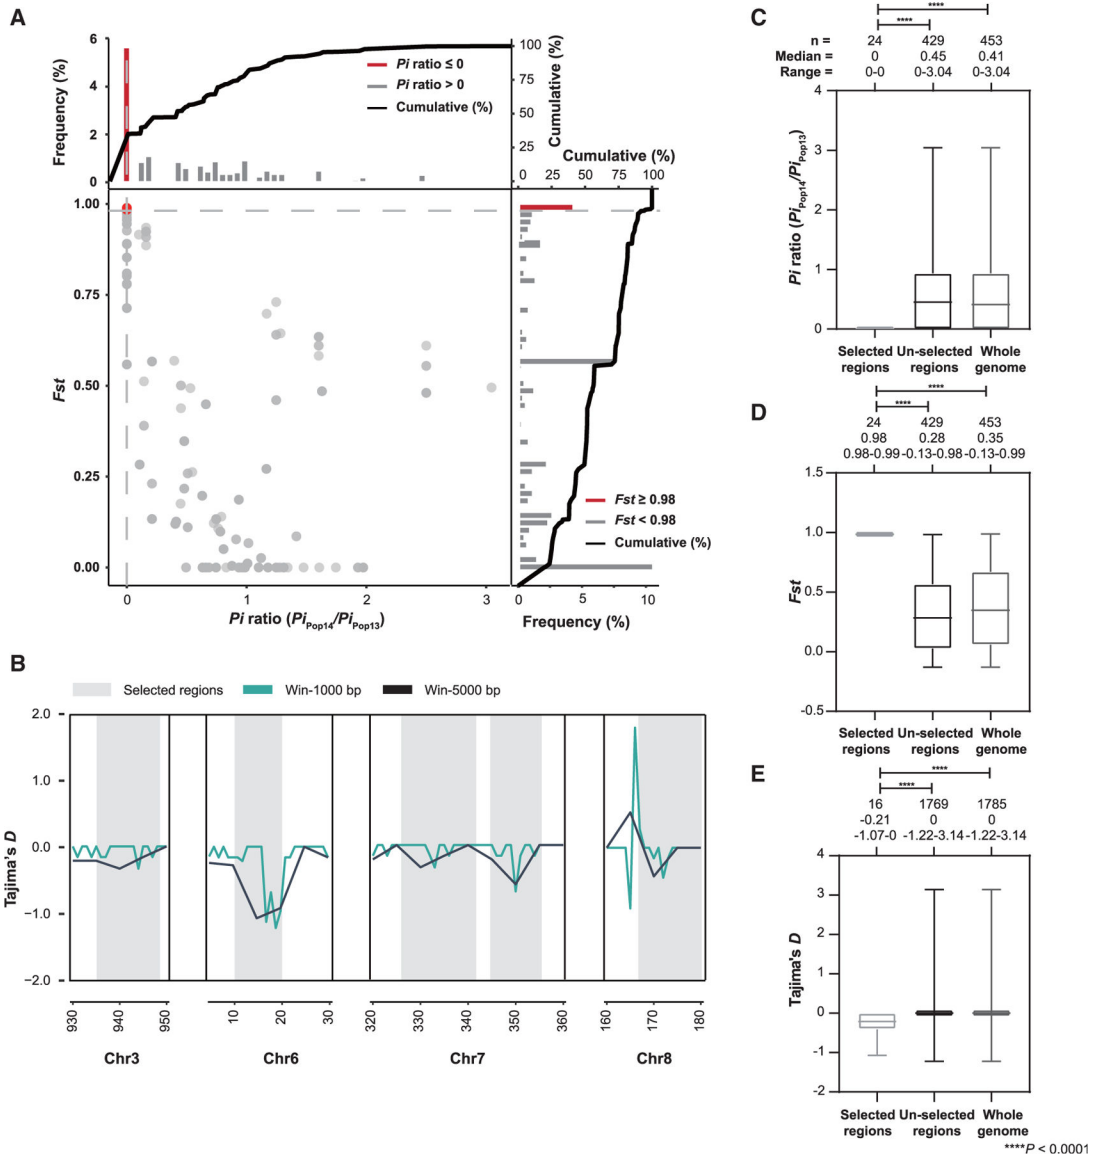 A
Frequency (%)
6
4
2
0
Pi ratio ≤ 0
Pi ratio > 0
Cumulative (%)
100
75
50
25
0
Cumulative (%)
Cumulative (%)
0 25 50 75 100
Fst
1.00
0.75
0.50
0.25
0.00
0 1 2 3
Pi ratio (PiPop14/PiPop13)
Fst ≥ 0.98
Fst < 0.98
Cumulative (%)
0 5 10
Frequency (%)
B
Selected regions
Win-1000 bp
Win-5000 bp
Tajima's D
2.0
1.0
0.0
−1.0
−2.0
930 940 950
10 20 30
320 330 340 350 360
160 170 180
Chr3 Chr6 Chr7 Chr8
C
****
****
n = 24 429 453
Median = 0 0.45 0.41
Range = 0-0 0-3.04 0-3.04
Pi ratio (PiPop14/PiPop13)
4
3
2
1
0
Selected Un-selected Whole
regions regions genome
D
****
****
24 429 453
0.98 0.28 0.35
0.98-0.99 -0.13-0.98 -0.13-0.99
Fst
1.5
1.0
0.5
0.0
-0.5
Selected Un-selected Whole
regions regions genome
E
****
****
16 1769 1785
-0.21 0 0
-1.07-0 -1.22-3.14 -1.22-3.14
Tajima's D
4
3
2
1
0
-1
-2
Selected Un-selected Whole
regions regions genome
****P < 0.0001